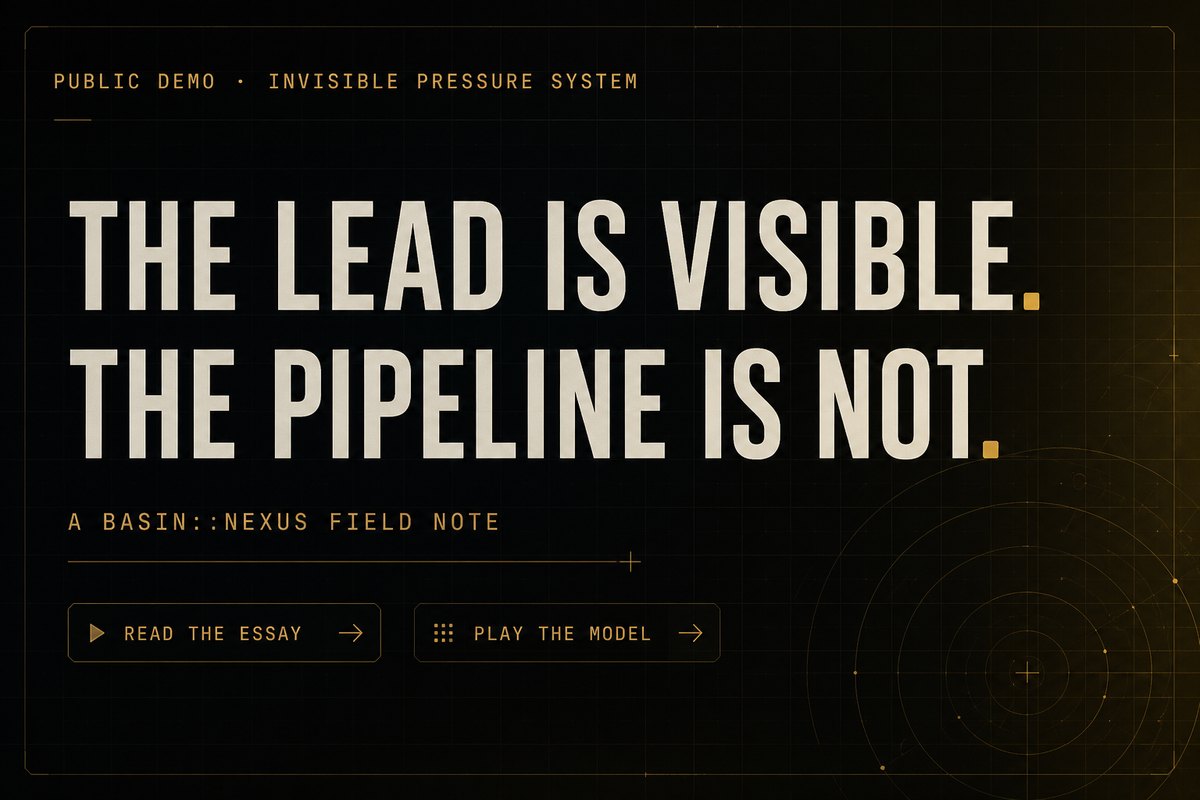 PUBLIC DEMO · INVISIBLE PRESSURE SYSTEM
THE LEAD IS VISIBLE.
THE PIPELINE IS NOT.
A BASIN::NEXUS FIELD NOTE
READ THE ESSAY →
PLAY THE MODEL →